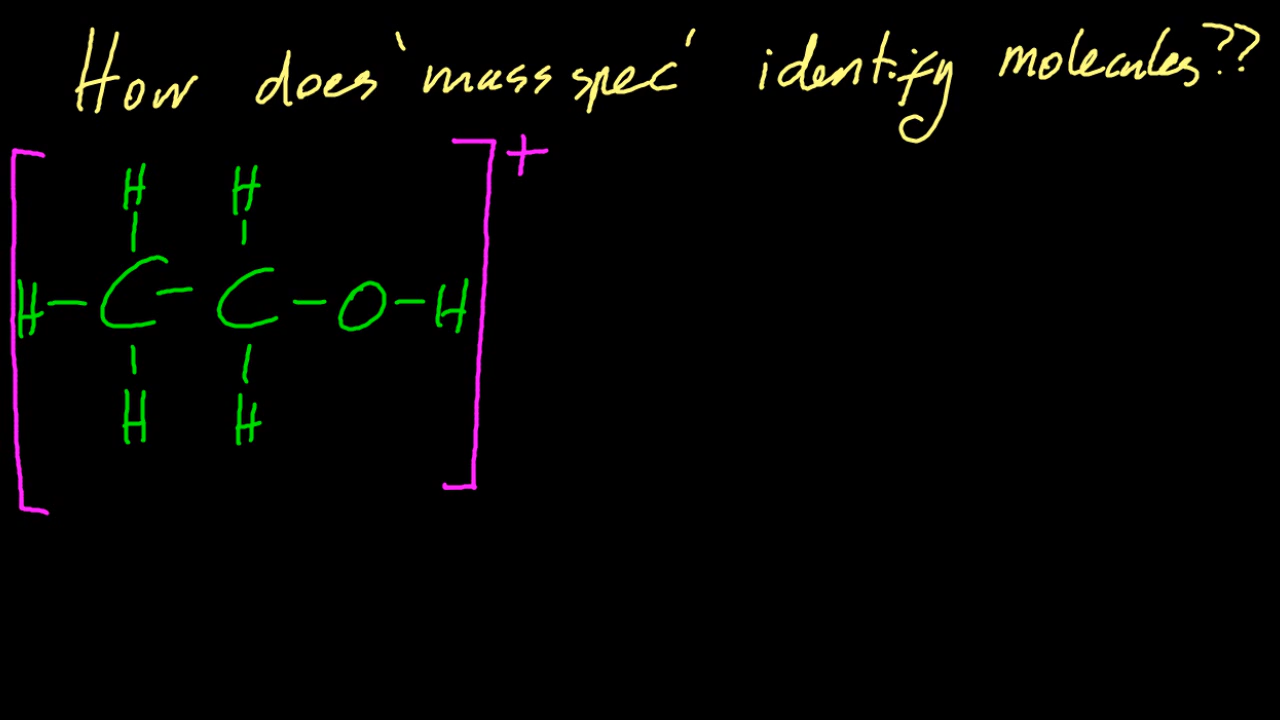 How does 'mass spec' identify molecules??
[ ]+
H H
H - C - C - O - H
H H